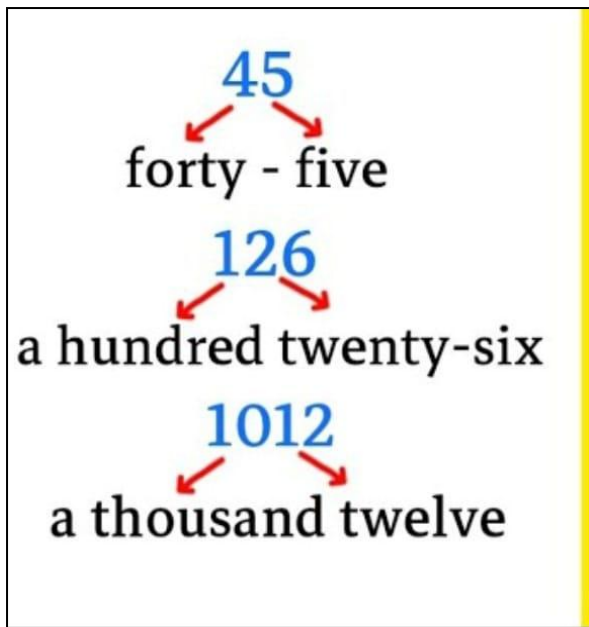 45
forty - five
126
a hundred twenty-six
1012
a thousand twelve